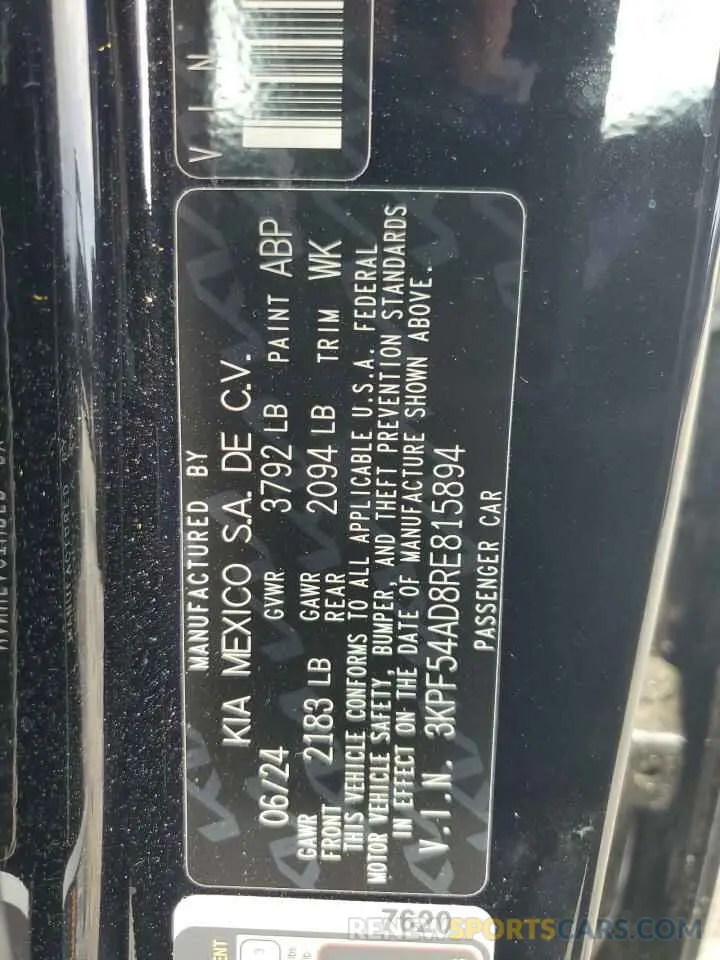 VIN
MANUFACTURED BY
KIA MEXICO S.A. DE C.V.
06/24 GVWR 3792 LB PAINT ABP
GAWR FRONT 2183 LB GAWR REAR 2094 LB TRIM WK
THIS VEHICLE CONFORMS TO ALL APPLICABLE U.S.A. FEDERAL
MOTOR VEHICLE SAFETY, BUMPER, AND THEFT PREVENTION STANDARDS
IN EFFECT ON THE DATE OF MANUFACTURE SHOWN ABOVE.
V.I.N. 3KPF54AD8RE815894
PASSENGER CAR
7620
RENEWSPORTSCARS.COM